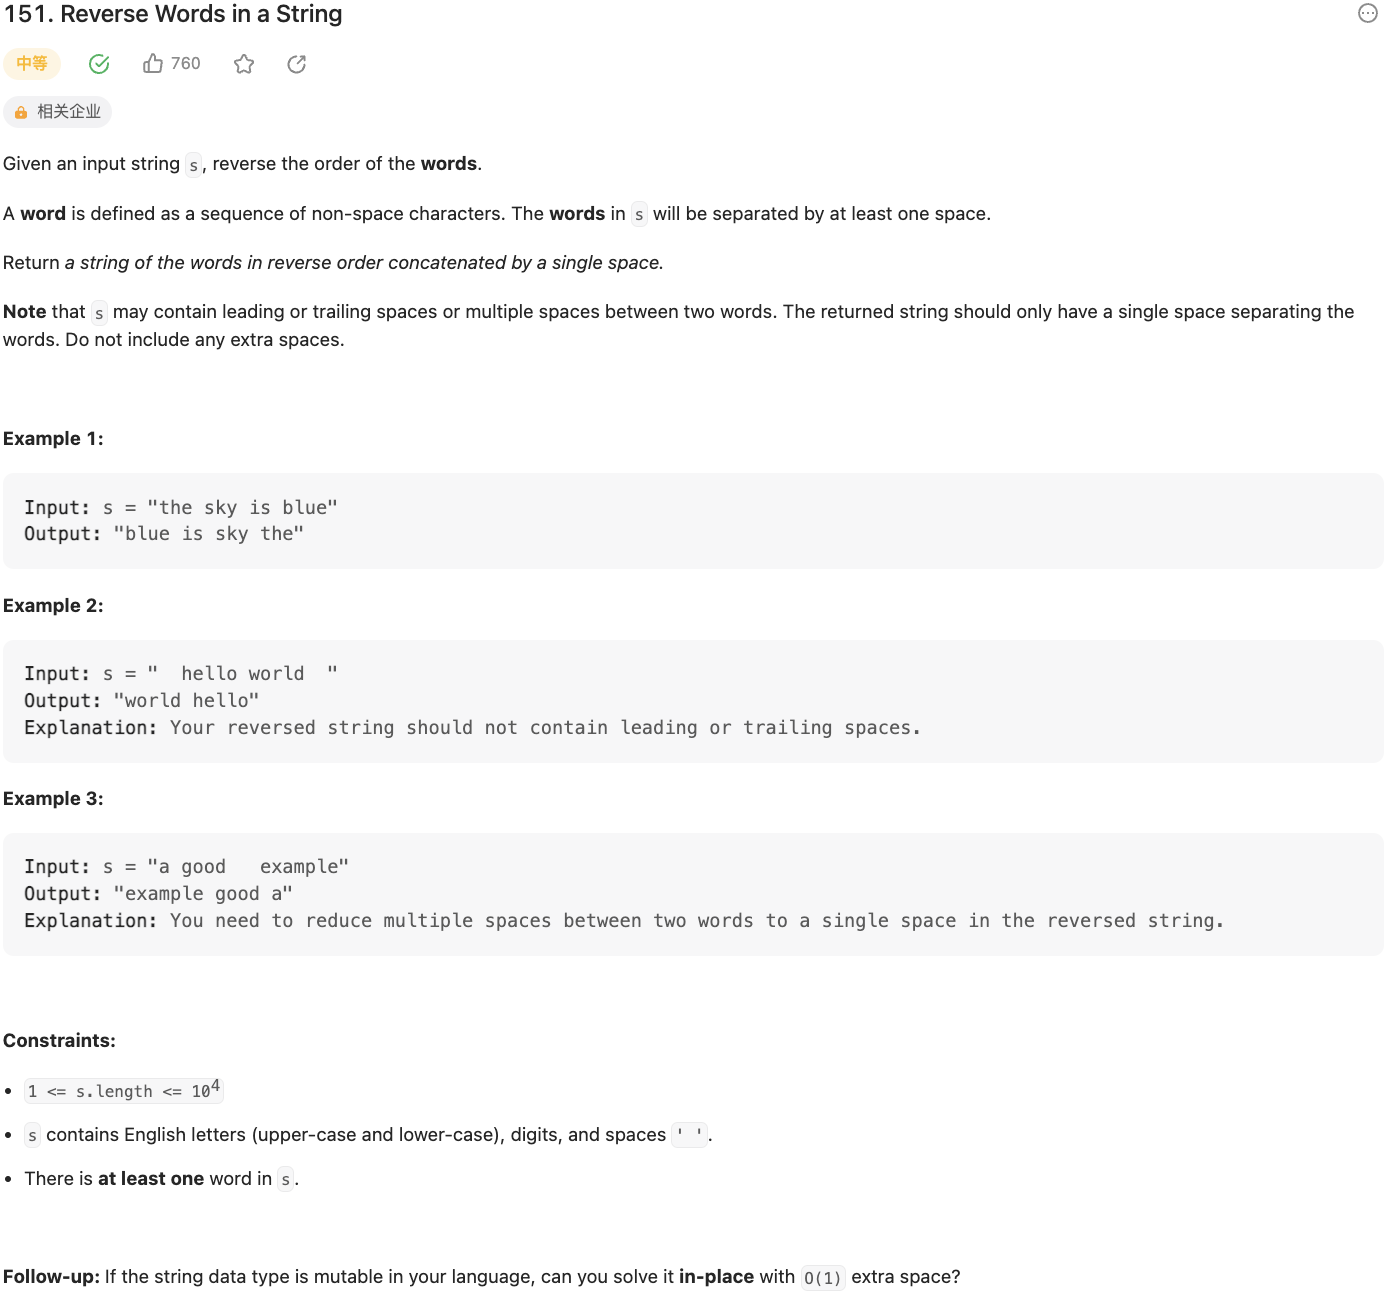 151. Reverse Words in a String
中等 760
相关企业
Given an input string s, reverse the order of the words.
A word is defined as a sequence of non-space characters. The words in s will be separated by at least one space.
Return a string of the words in reverse order concatenated by a single space.
Note that s may contain leading or trailing spaces or multiple spaces between two words. The returned string should only have a single space separating the
words. Do not include any extra spaces.
Example 1:
Input: s = "the sky is blue"
Output: "blue is sky the"
Example 2:
Input: s = "  hello world  "
Output: "world hello"
Explanation: Your reversed string should not contain leading or trailing spaces.
Example 3:
Input: s = "a good   example"
Output: "example good a"
Explanation: You need to reduce multiple spaces between two words to a single space in the reversed string.
Constraints:
• 1 <= s.length <= 10⁴
• s contains English letters (upper-case and lower-case), digits, and spaces ' '.
• There is at least one word in s.
Follow-up: If the string data type is mutable in your language, can you solve it in-place with O(1) extra space?